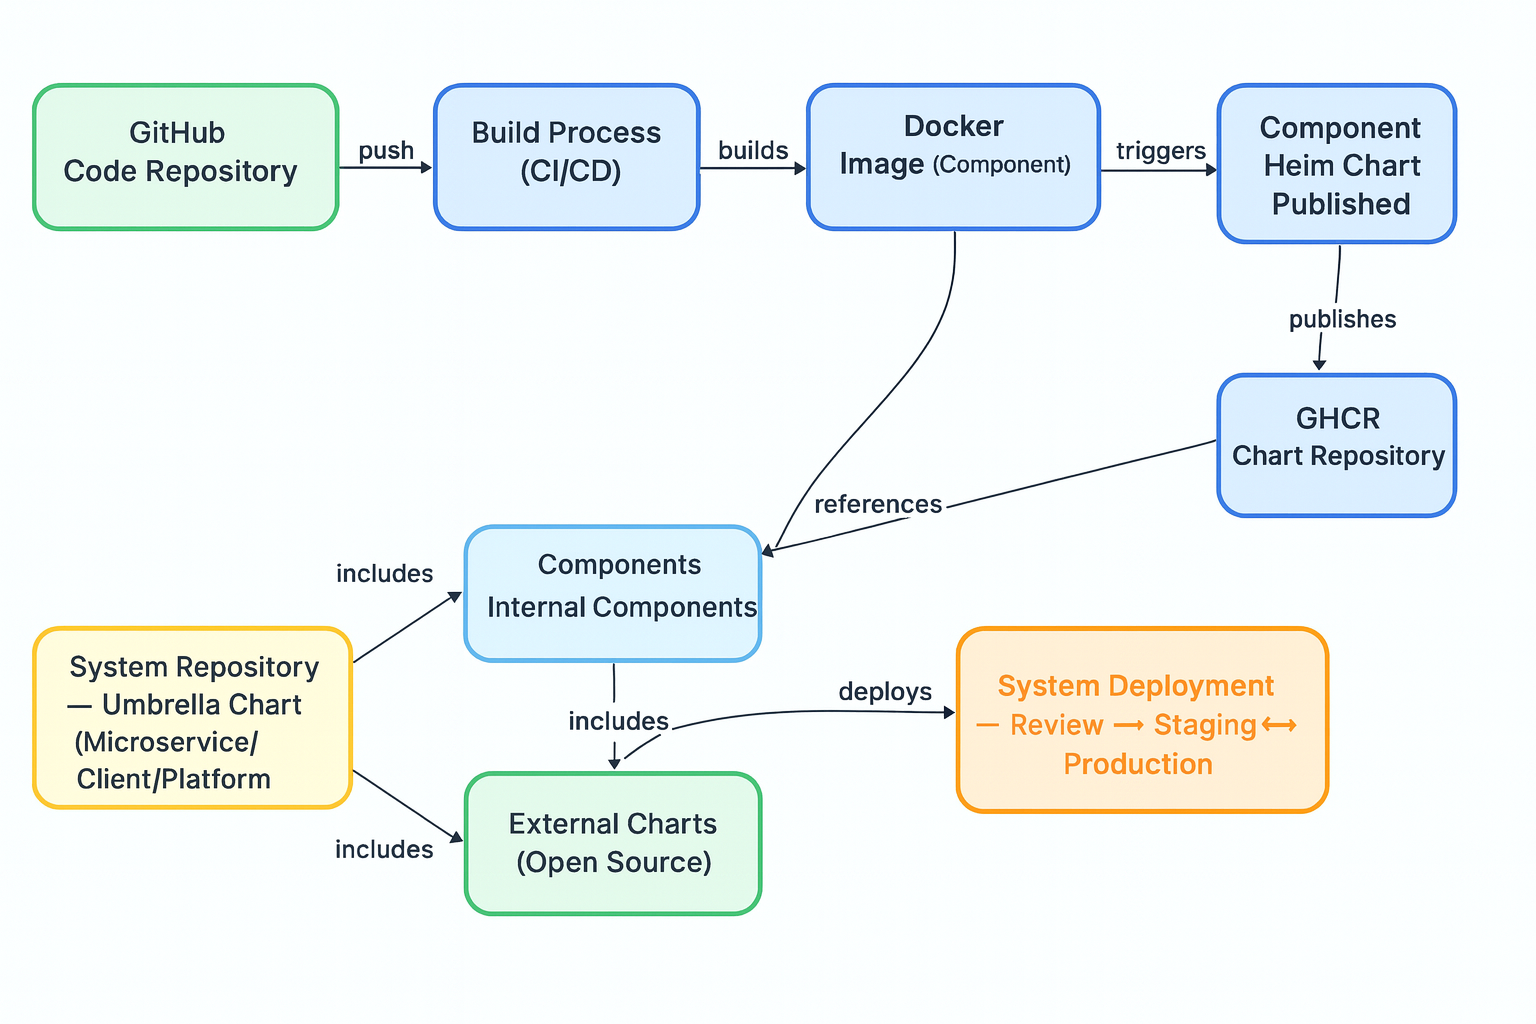 GitHub
Code Repository
push
Build Process
(CI/CD)
builds
Docker
Image (Component)
triggers
Component
Heim Chart
Published
publishes
GHCR
Chart Repository
references
includes
Components
Internal Components
System Repository
— Umbrella Chart
(Microservice/
Client/Platform
includes
deploys
System Deployment
— Review → Staging ↔
Production
includes
External Charts
(Open Source)